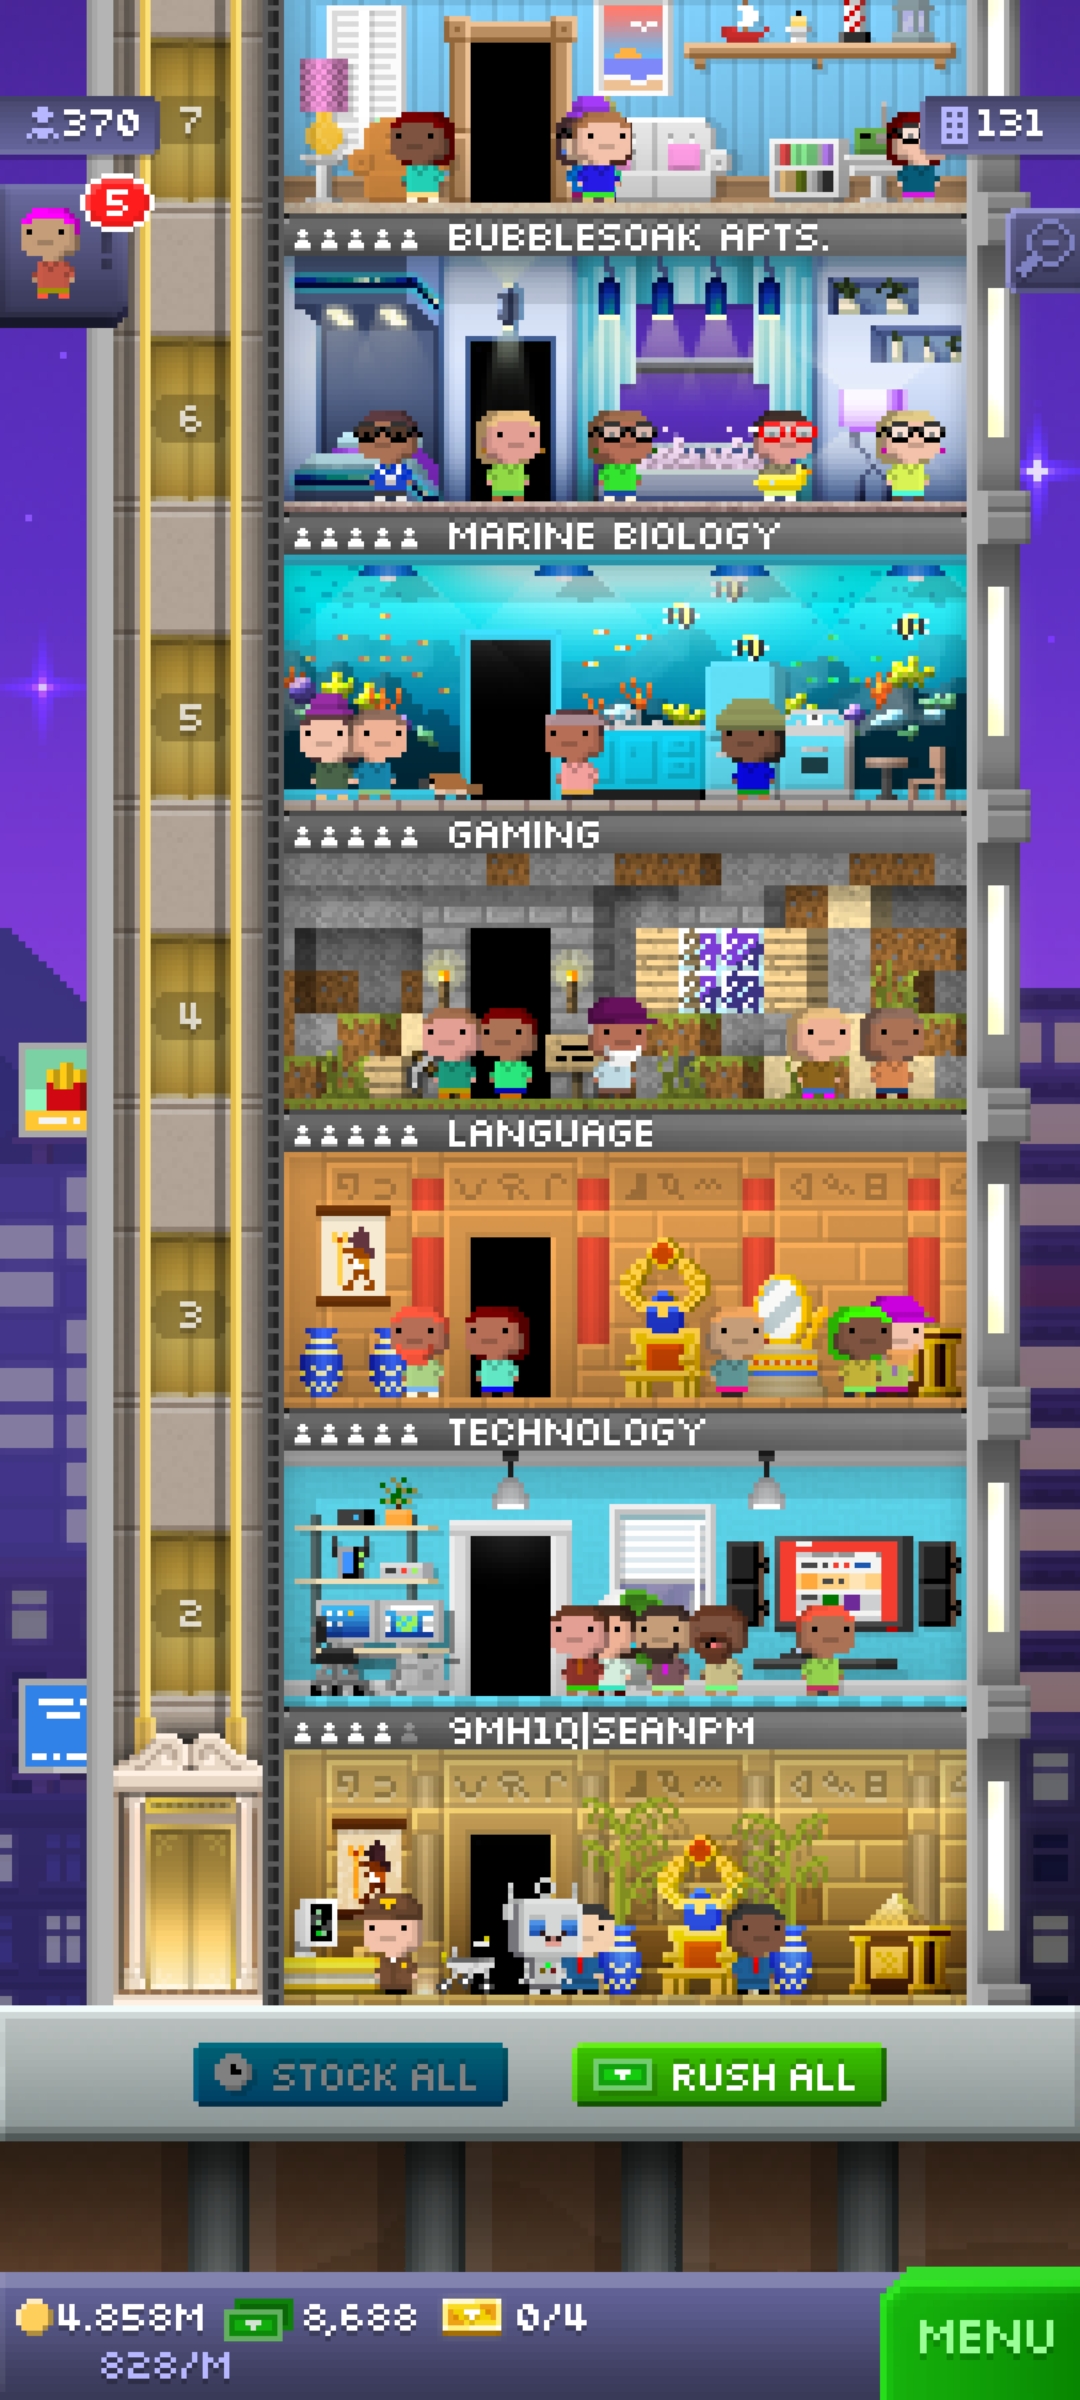 370
7
131
5
BUBBLESOAK APTS.
6
MARINE BIOLOGY
5
GAMING
4
LANGUAGE
3
TECHNOLOGY
2
9MH1Q|SEANPM
STOCK ALL
RUSH ALL
4.858M
8,688
0/4
MENU
828/M